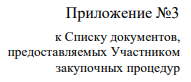 Приложение №3
к Списку документов,
предоставляемых Участником
закупочных процедур